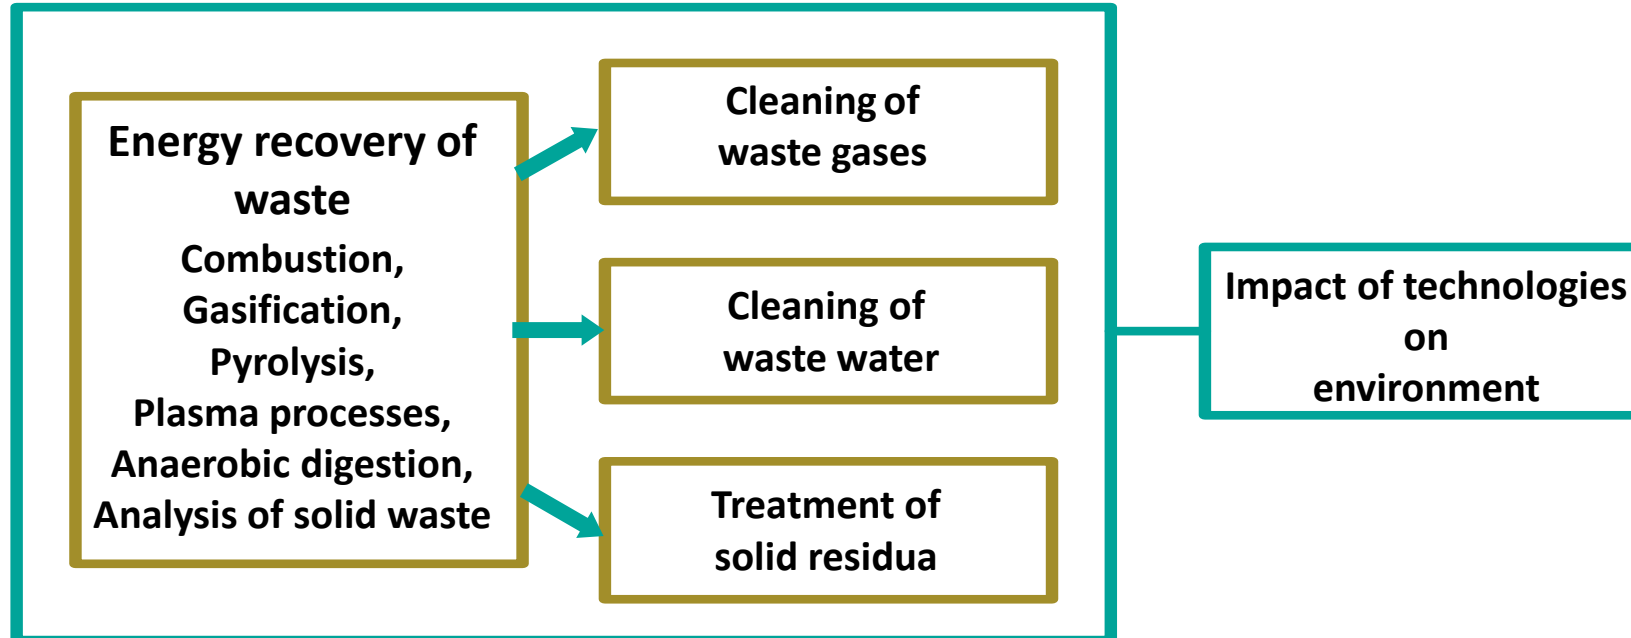 Energy recovery of
waste
Combustion,
Gasification,
Pyrolysis,
Plasma processes,
Anaerobic digestion,
Analysis of solid waste
Cleaning of
waste gases
Cleaning of
waste water
Treatment of
solid residua
Impact of technologies
on
environment